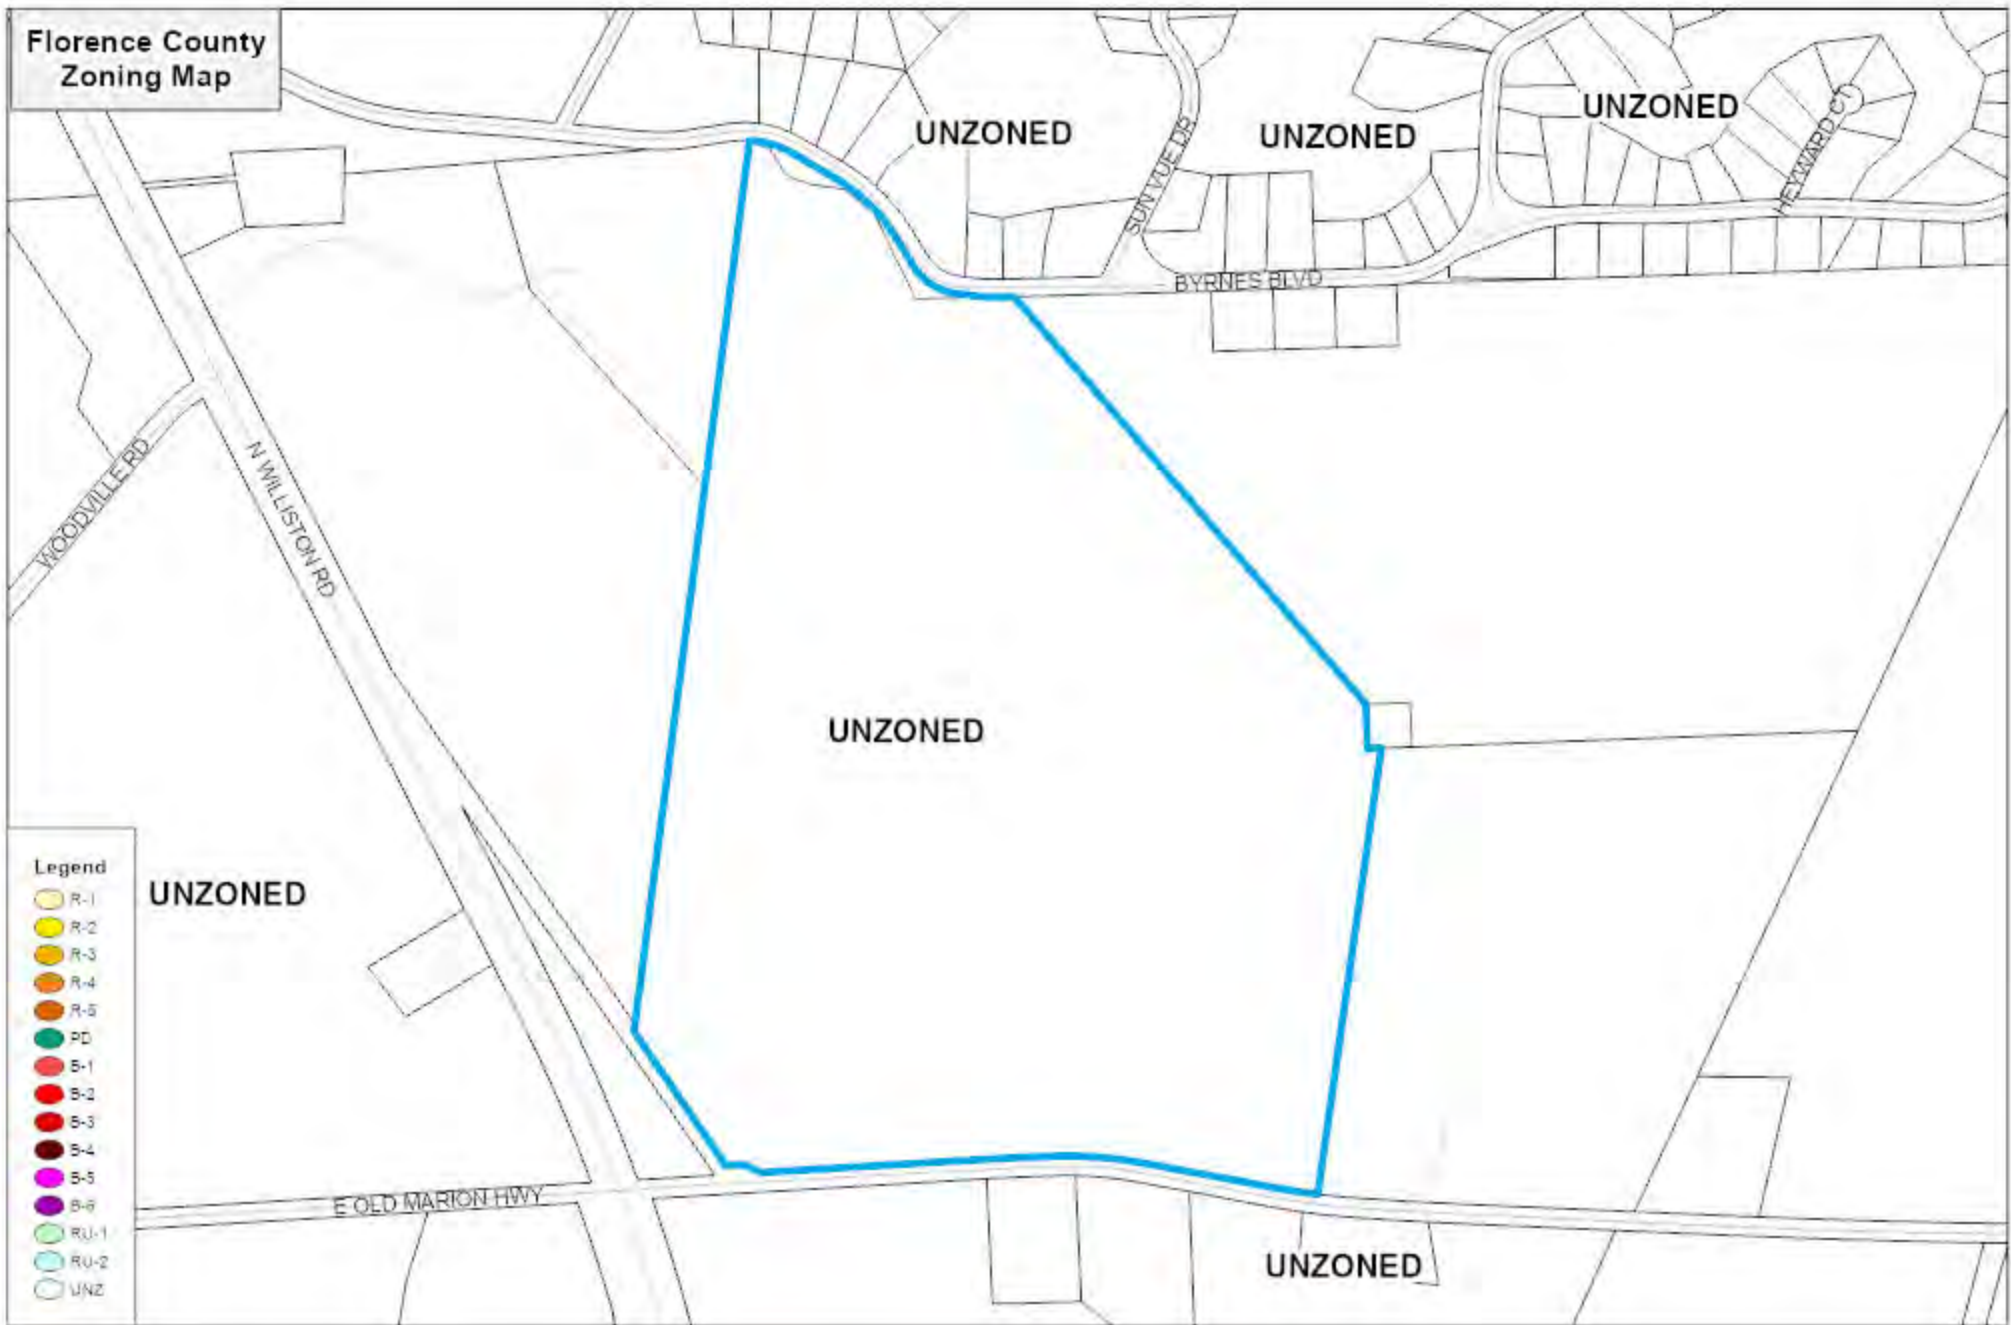 Florence County
Zoning Map
UNZONED
UNZONED
UNZONED
HEYWARD CT
SUN VUE DR
BYRNES BLVD
WOODVILLE RD
N WILLISTON RD
UNZONED
UNZONED
Legend
R-1
R-2
R-3
R-4
R-5
PD
B-1
B-2
B-3
B-4
B-5
B-6
RU-1
RU-2
UNZ
E OLD MARION HWY
UNZONED